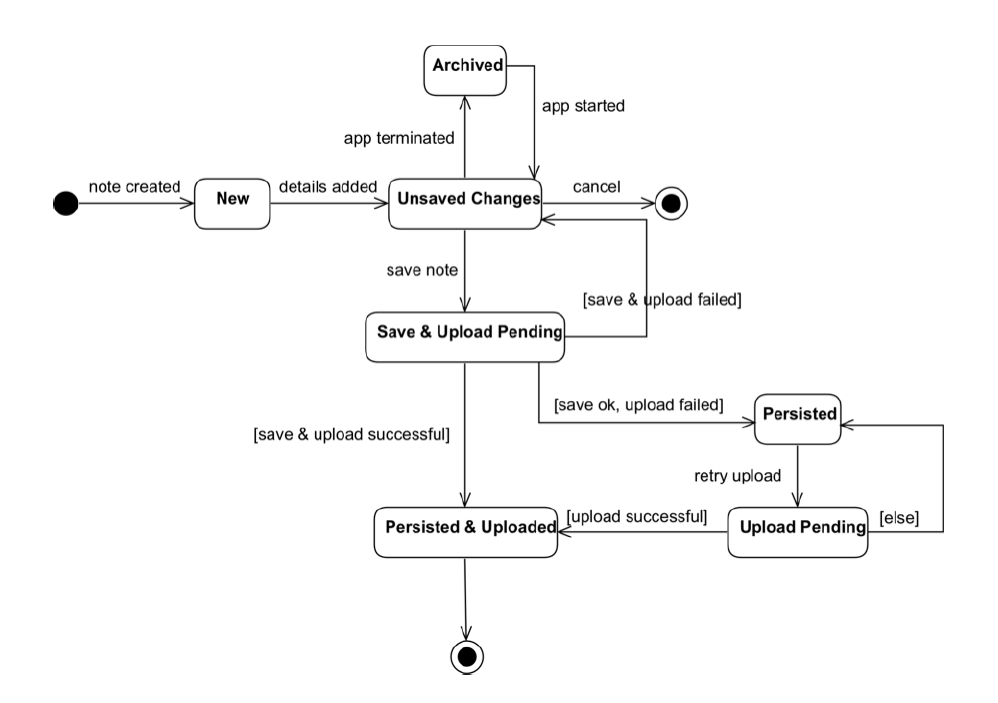 Archived
app started
app terminated
note created
New
details added
Unsaved Changes
cancel
save note
[save & upload failed]
Save & Upload Pending
[save ok, upload failed]
Persisted
[save & upload successful]
retry upload
Persisted & Uploaded
[upload successful]
Upload Pending
[else]